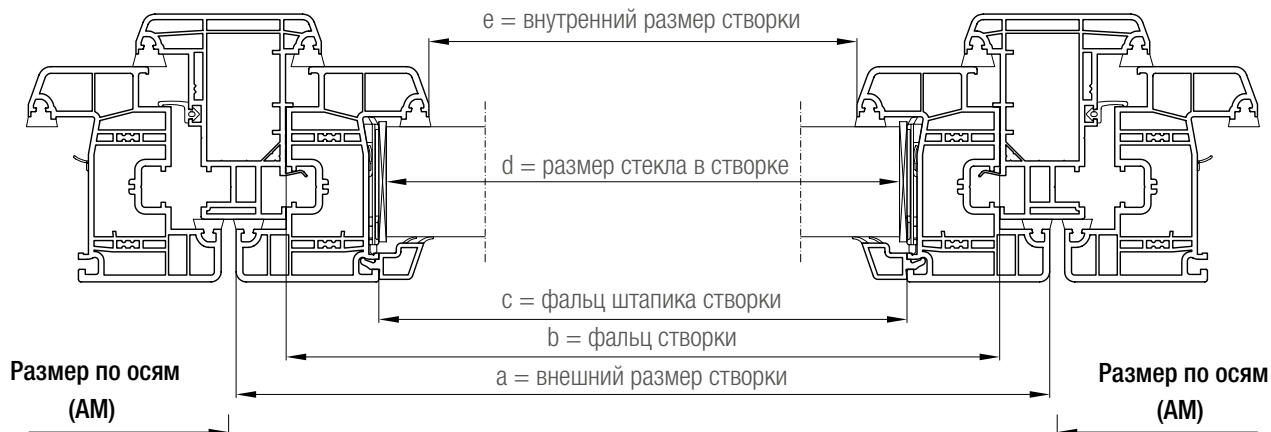 e = внутренний размер створки
d = размер стекла в створке
c = фальц штапика створки
b = фальц створки
a = внешний размер створки
Размер по осям
(AM)
Размер по осям
(AM)